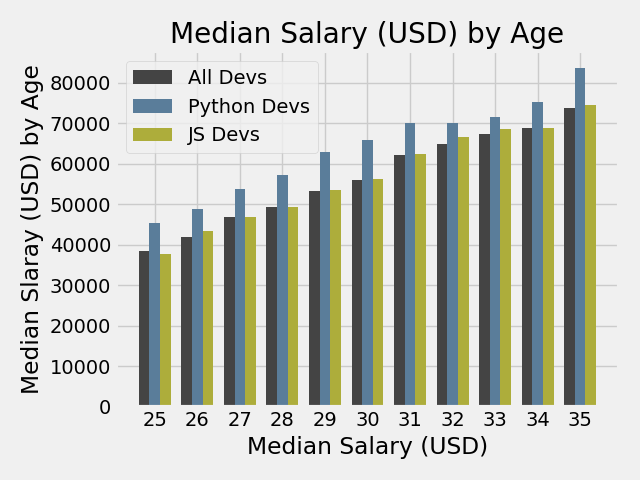 Median Salary (USD) by Age
All Devs
Python Devs
JS Devs
Median Slaray (USD) by Age
80000
70000
60000
50000
40000
30000
20000
10000
0
25 26 27 28 29 30 31 32 33 34 35
Median Salary (USD)